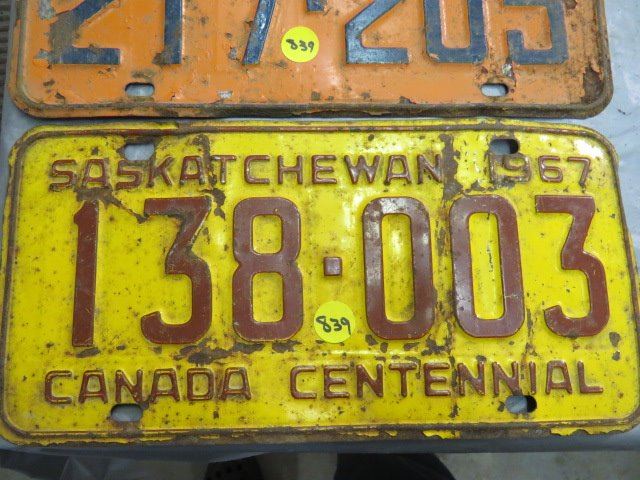 217·205
839
SASKATCHEWAN 1967
138·003
839
CANADA CENTENNIAL